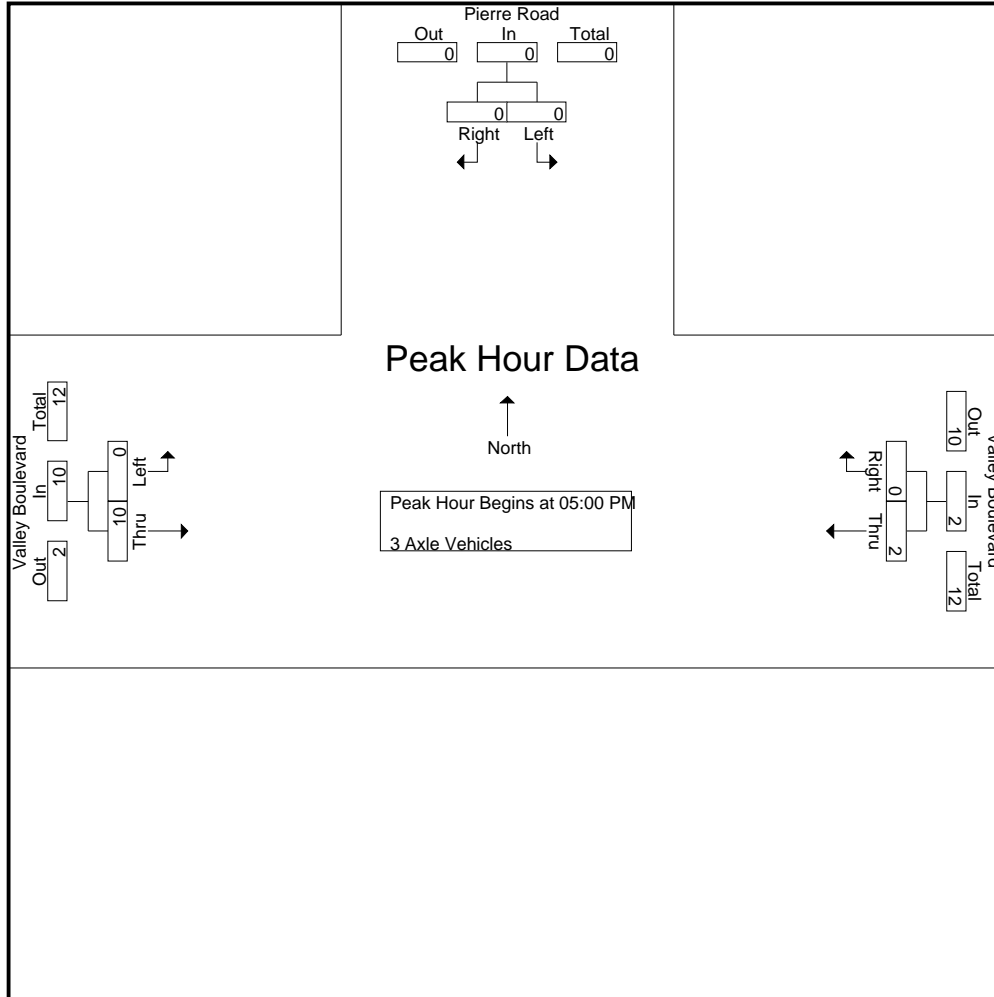 Pierre Road
Out In Total
0 0 0
0 0
Right Left
Peak Hour Data
North
Peak Hour Begins at 05:00 PM
3 Axle Vehicles
Valley Boulevard
Out In Total
2 10 12
Left Thru
0 10
Valley Boulevard
Out In Total
10 2 12
Right Thru
0 2